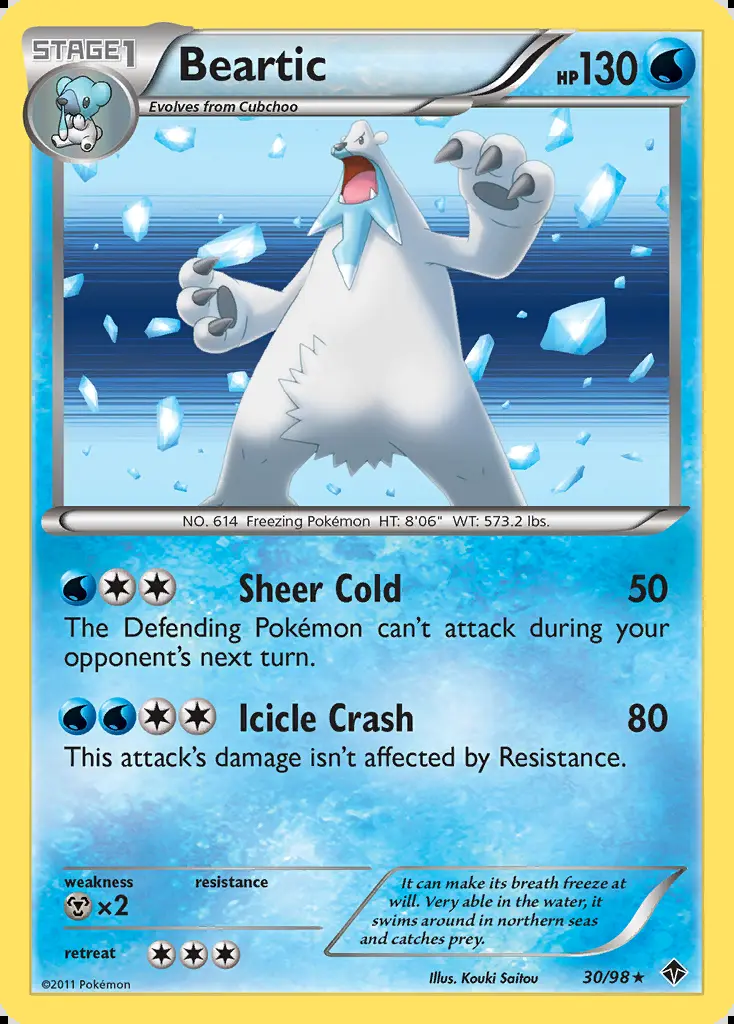 STAGE1
Beartic
HP130
Evolves from Cubchoo
NO. 614 Freezing Pokémon HT: 8'06" WT: 573.2 lbs.
Sheer Cold 50
The Defending Pokémon can't attack during your
opponent's next turn.
Icicle Crash 80
This attack's damage isn't affected by Resistance.
weakness resistance
×2
retreat
It can make its breath freeze at
will. Very able in the water, it
swims around in northern seas
and catches prey.
©2011 Pokémon
Illus. Kouki Saitou
30/98★